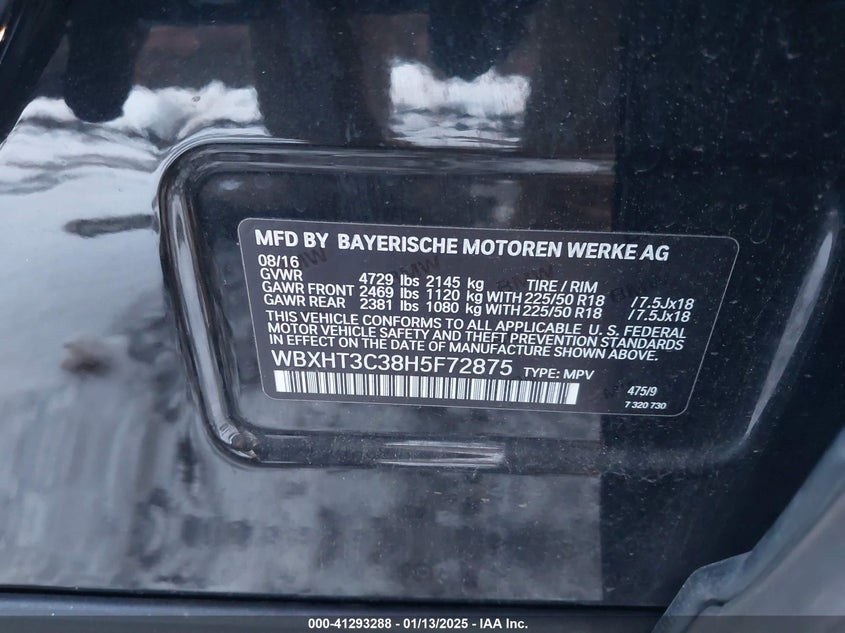 MFD BY BAYERISCHE MOTOREN WERKE AG
08/16
GVWR 4729 lbs 2145 kg TIRE / RIM
GAWR FRONT 2469 lbs 1120 kg WITH 225/50 R18 /7.5Jx18
GAWR REAR 2381 lbs 1080 kg WITH 225/50 R18 /7.5Jx18
THIS VEHICLE CONFORMS TO ALL APPLICABLE U. S. FEDERAL
MOTOR VEHICLE SAFETY AND THEFT PREVENTION STANDARDS
IN EFFECT ON THE DATE OF MANUFACTURE SHOWN ABOVE.
WBXHT3C38H5F72875 TYPE: MPV
475/9
7 320 730
000-41293288 - 01/13/2025 - © IAA Inc.